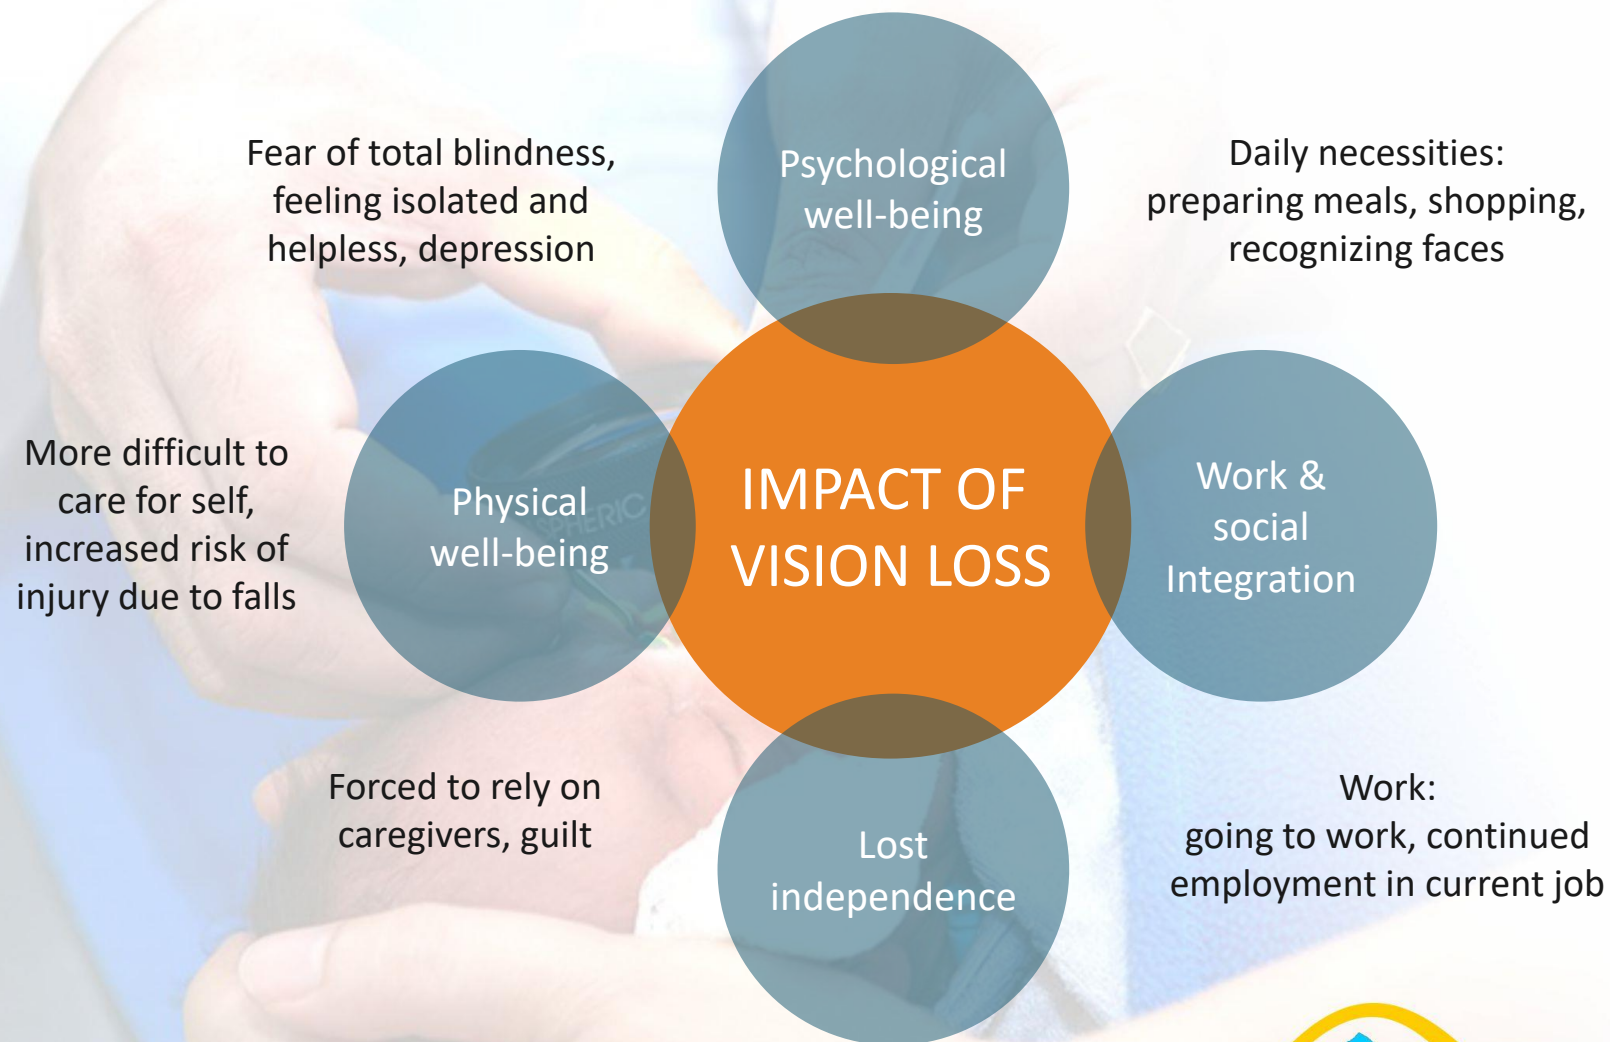 Psychological
well-being
Fear of total blindness,
feeling isolated and
helpless, depression
Daily necessities:
preparing meals, shopping,
recognizing faces
More difficult to
care for self,
increased risk of
injury due to falls
Physical
well-being
SPHERIC
IMPACT OF
VISION LOSS
Work &
social
Integration
Forced to rely on
caregivers, guilt
Lost
independence
Work:
going to work, continued
employment in current job